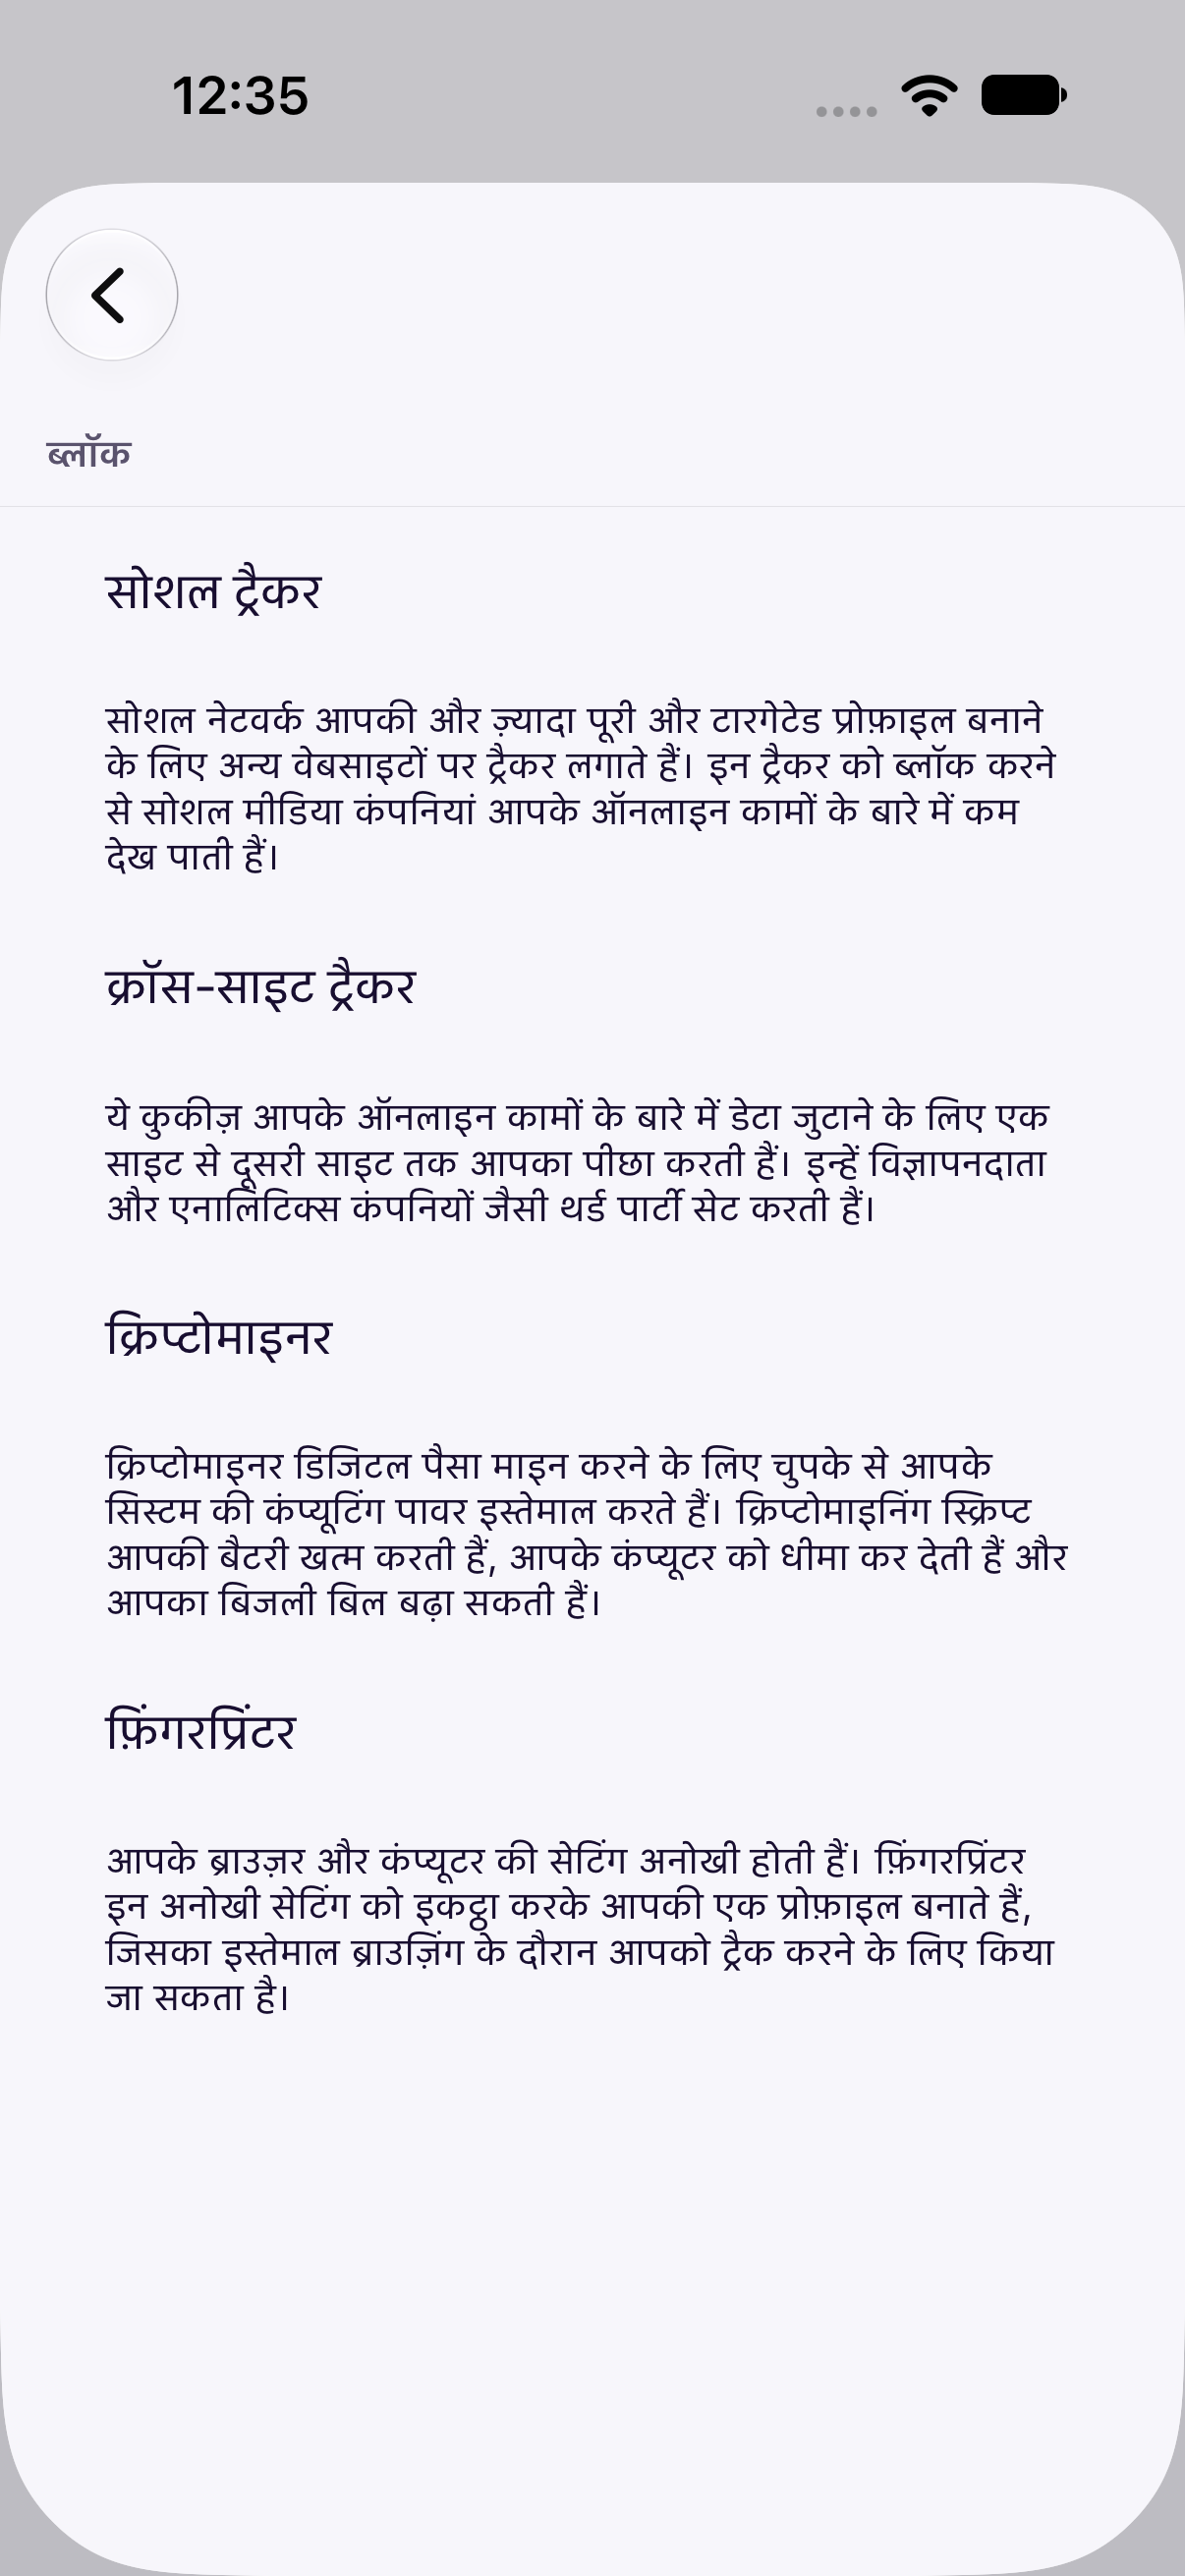 12:35
ब्लॉक
सोशल ट्रैकर
सोशल नेटवर्क आपकी और ज़्यादा पूरी और टारगेटेड प्रोफ़ाइल बनाने
के लिए अन्य वेबसाइटों पर ट्रैकर लगाते हैं। इन ट्रैकर को ब्लॉक करने
से सोशल मीडिया कंपनियां आपके ऑनलाइन कामों के बारे में कम
देख पाती हैं।
क्रॉस-साइट ट्रैकर
ये कुकीज़ आपके ऑनलाइन कामों के बारे में डेटा जुटाने के लिए एक
साइट से दूसरी साइट तक आपका पीछा करती हैं। इन्हें विज्ञापनदाता
और एनालिटिक्स कंपनियों जैसी थर्ड पार्टी सेट करती हैं।
क्रिप्टोमाइनर
क्रिप्टोमाइनर डिजिटल पैसा माइन करने के लिए चुपके से आपके
सिस्टम की कंप्यूटिंग पावर इस्तेमाल करते हैं। क्रिप्टोमाइनिंग स्क्रिप्ट
आपकी बैटरी खत्म करती हैं, आपके कंप्यूटर को धीमा कर देती हैं और
आपका बिजली बिल बढ़ा सकती हैं।
फ़िंगरप्रिंटर
आपके ब्राउज़र और कंप्यूटर की सेटिंग अनोखी होती हैं। फ़िंगरप्रिंटर
इन अनोखी सेटिंग को इकट्ठा करके आपकी एक प्रोफ़ाइल बनाते हैं,
जिसका इस्तेमाल ब्राउज़िंग के दौरान आपको ट्रैक करने के लिए किया
जा सकता है।